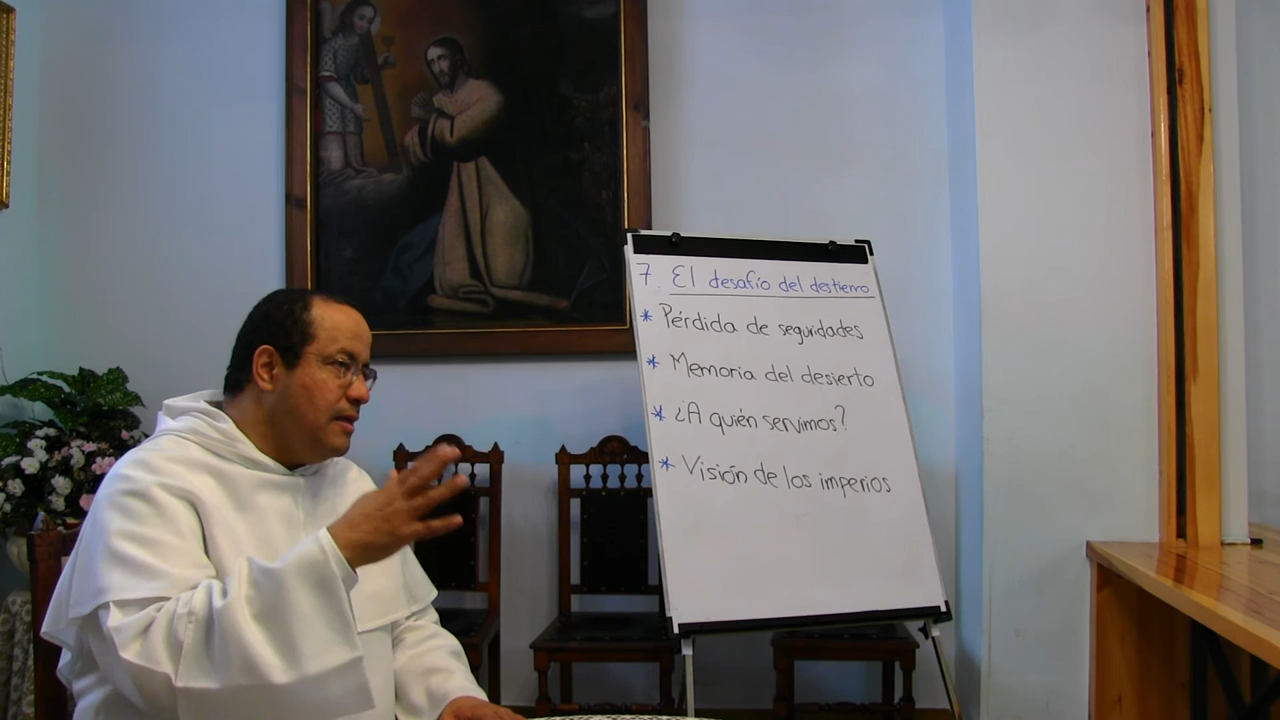 7. El desafío del destierro
* Pérdida de seguridades
* Memoria del desierto
* ¿A quién servimos?
* Visión de los imperios